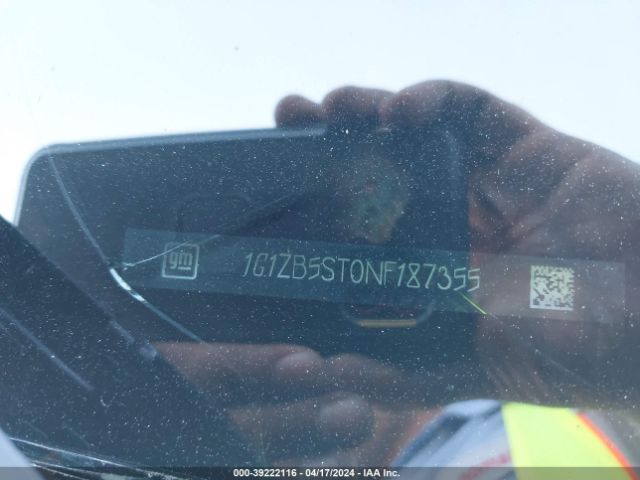 gm 1G1ZB5ST0NF187355
000-39222116 - 04/17/2024 - IAA Inc.